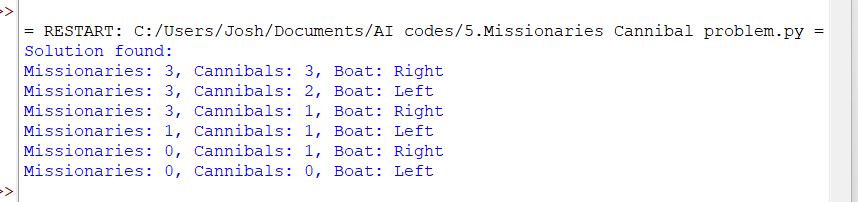 >>
= RESTART: C:/Users/Josh/Documents/AI codes/5.Missionaries Cannibal problem.py =
Solution found:
Missionaries: 3, Cannibals: 3, Boat: Right
Missionaries: 3, Cannibals: 2, Boat: Left
Missionaries: 3, Cannibals: 1, Boat: Right
Missionaries: 1, Cannibals: 1, Boat: Left
Missionaries: 0, Cannibals: 1, Boat: Right
Missionaries: 0, Cannibals: 0, Boat: Left
>>